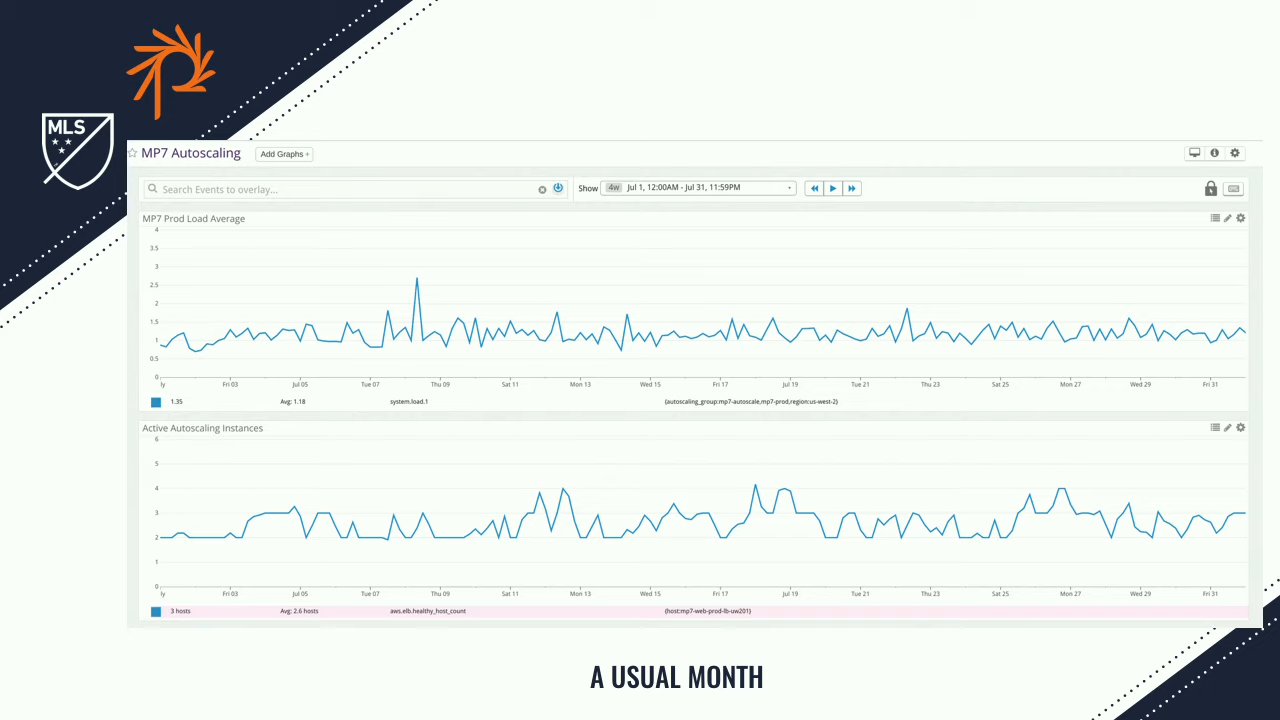 MLS
MP7 Autoscaling
Add Graphs +
Search Events to overlay...
Show 4w Jul 1, 12:00AM - Jul 31, 11:59PM
MP7 Prod Load Average
4
3.5
3
2.5
2
1.5
1
0.5
0
ly Fri 03 Jul 05 Tue 07 Thu 09 Sat 11 Mon 13 Wed 15 Fri 17 Jul 19 Tue 21 Thu 23 Sat 25 Mon 27 Wed 29 Fri 31
1.35 Avg: 1.18 system.load.1 {autoscaling_group:mp7-autoscale,mp7-prod,region:us-west-2}
Active Autoscaling Instances
6
5
4
3
2
1
0
ly Fri 03 Jul 05 Tue 07 Thu 09 Sat 11 Mon 13 Wed 15 Fri 17 Jul 19 Tue 21 Thu 23 Sat 25 Mon 27 Wed 29 Fri 31
3 hosts Avg: 2.6 hosts aws.elb.healthy_host_count {host:mp7-web-prod-lb-uw201}
A USUAL MONTH